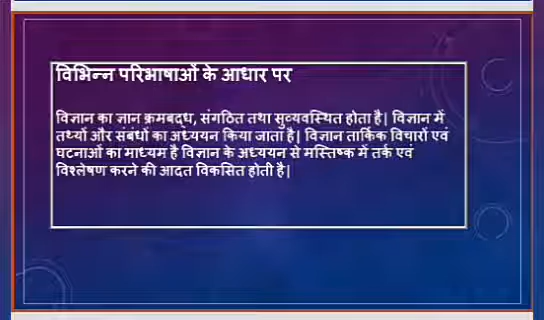 विभिन्न परिभाषाओं के आधार पर
विज्ञान का ज्ञान क्रमबद्ध, संगठित तथा सुव्यवस्थित होता है| विज्ञान में
तथ्यों और संबंधों का अध्ययन किया जाता है| विज्ञान तार्किक विचारों एवं
घटनाओं का माध्यम है विज्ञान के अध्ययन से मस्तिष्क में तर्क एवं
विश्लेषण करने की आदत विकसित होती है|